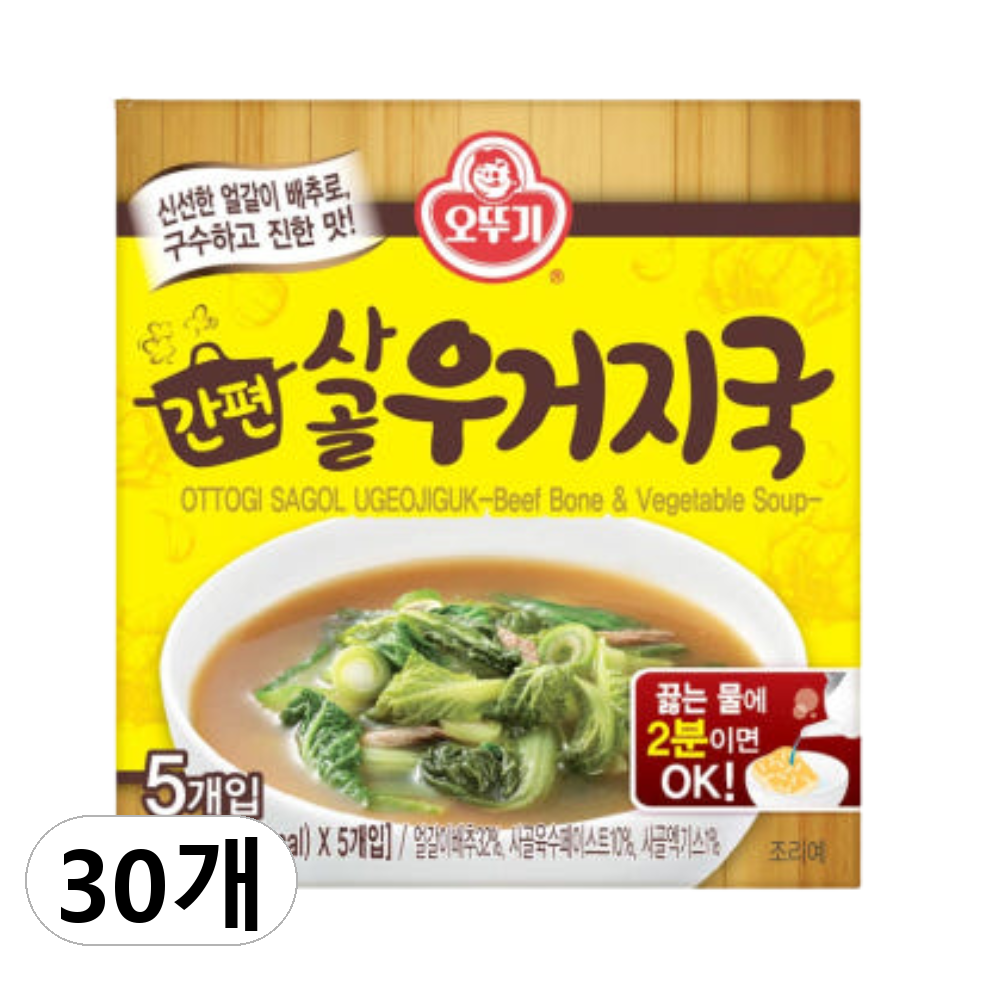 신선한 얼갈이 배추로,
구수하고 진한 맛!
오뚜기
®
간편 사골 우거지국
OTTOGI SAGOL UGEOJIGUK-Beef Bone & Vegetable Soup-
끓는 물에
2분이면
OK!
5개입
al) X 5개입] / 얼갈이배추32%, 사골육수페이스트10%, 사골엑기스1%
조리예
30개